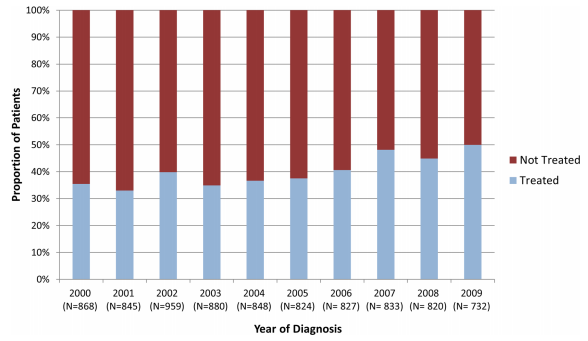 100%
90%
80%
70%
60%
50%
40%
30%
20%
10%
0%
Proportion of Patients
2000 2001 2002 2003 2004 2005 2006 2007 2008 2009
(N=868) (N=845) (N=959) (N=880) (N=848) (N=824) (N= 827) (N= 833) (N= 820) (N= 732)
Year of Diagnosis
Not Treated
Treated